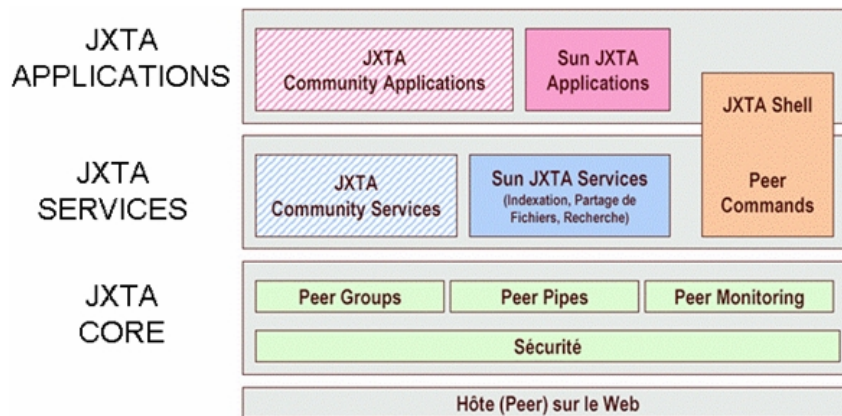 JXTA
APPLICATIONS
JXTA
Community Applications
Sun JXTA
Applications
JXTA Shell
Peer
Commands
JXTA
SERVICES
JXTA
Community Services
Sun JXTA Services
(Indexation, Partage de
Fichiers, Recherche)
JXTA
CORE
Peer Groups
Peer Pipes
Peer Monitoring
Sécurité
Hôte (Peer) sur le Web